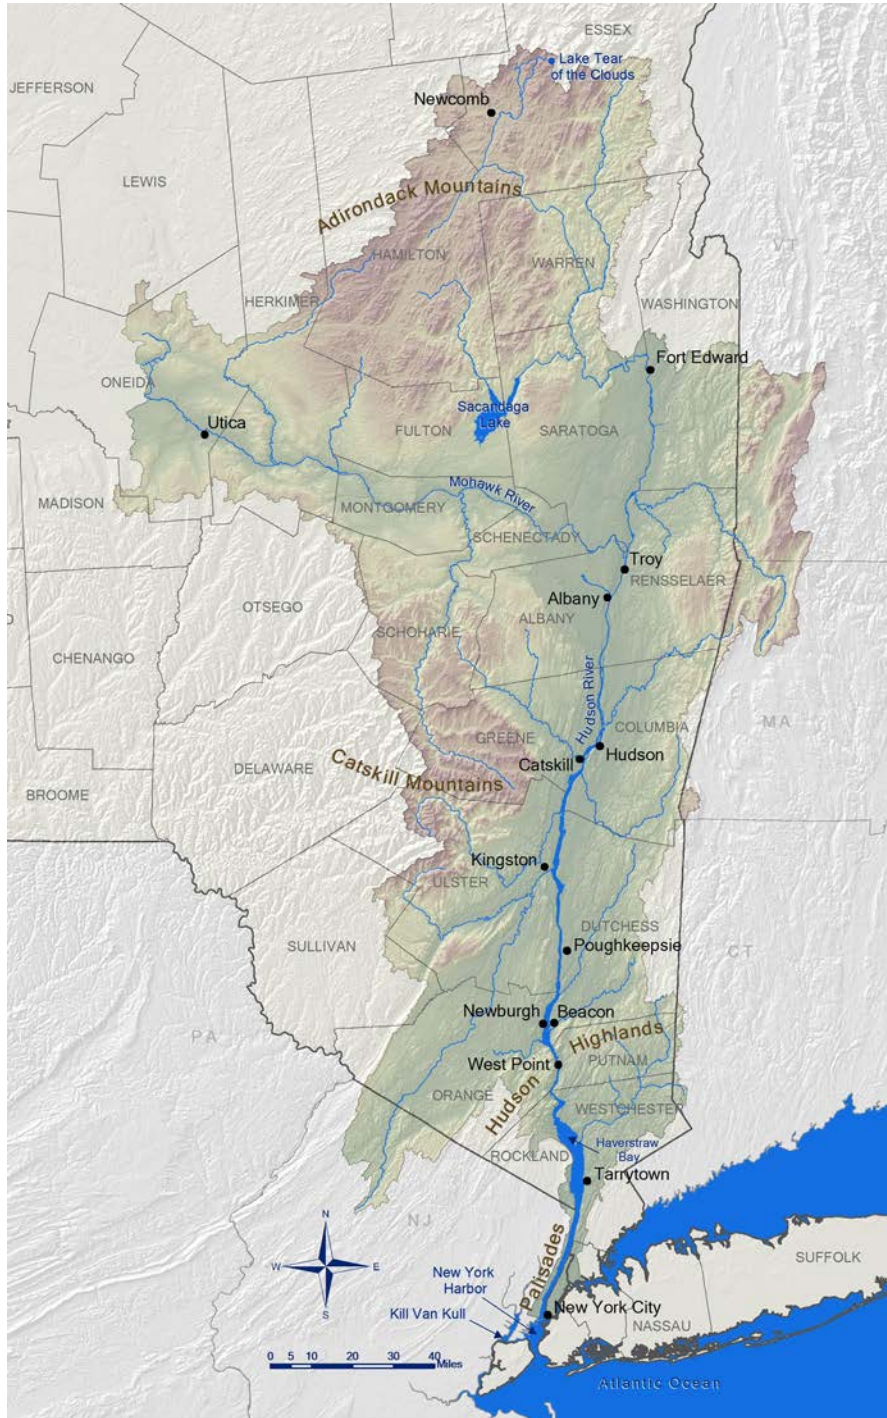 ESSEX
Lake Tear
of the Clouds
JEFFERSON
Newcomb
LEWIS
Adirondack Mountains
HAMILTON
WARREN
VT
HERKIMER
WASHINGTON
Fort Edward
ONEIDA
Utica
Sacandaga
Lake
FULTON
SARATOGA
MADISON
Mohawk River
MONTGOMERY
SCHENECTADY
Troy
RENSSELAER
OTSEGO
Albany
ALBANY
SCHOHARIE
CHENANGO
Hudson River
MA
COLUMBIA
GREENE
Hudson
Catskill
DELAWARE
Catskill Mountains
BROOME
Kingston
ULSTER
DUTCHESS
SULLIVAN
Poughkeepsie
CT
Newburgh
Beacon
PA
Hudson Highlands
West Point
PUTNAM
ORANGE
WESTCHESTER
Haverstraw
Bay
ROCKLAND
Tarrytown
NJ
N
W E
S
Palisades
SUFFOLK
New York
Harbor
Kill Van Kull
New York City
NASSAU
0 5 10 20 30 40
Miles
Atlantic Ocean